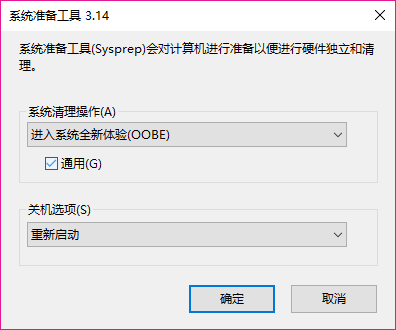 系统准备工具 3.14
系统准备工具(Sysprep)会对计算机进行准备以便进行硬件独立和清
理。
系统清理操作(A)
进入系统全新体验(OOBE)
通用(G)
关机选项(S)
重新启动
确定
取消